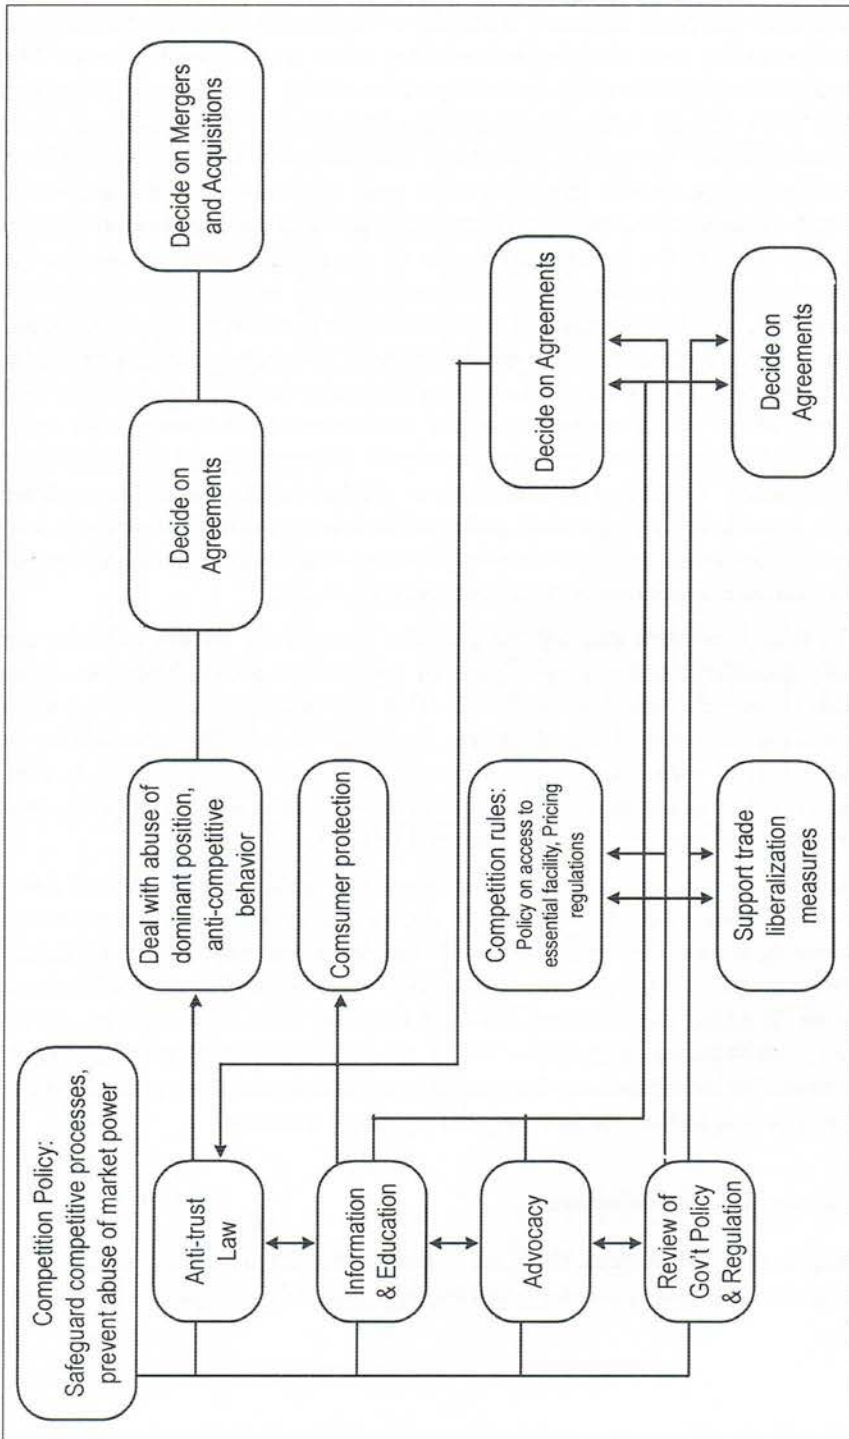 Competition Policy:
Safeguard competitive processes,
prevent abuse of market power
Anti-trust
Law
Deal with abuse of
dominant position,
anti-competitive
behavior
Decide on
Agreements
Decide on Mergers
and Acquisitions
Information
& Education
Comsumer protection
Advocacy
Competition rules:
Policy on access to
essential facility, Pricing
regulations
Decide on Agreements
Review of
Gov't Policy
& Regulation
Support trade
liberalization
measures
Decide on
Agreements